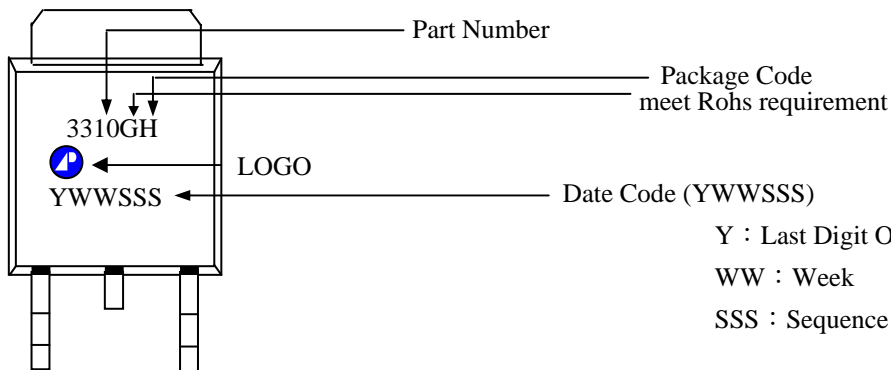 Part Number
Package Code
meet Rohs requirement
3310GH
LOGO
YWWSSS
Date Code (YWWSSS)
Y：Last Digit O
WW：Week
SSS：Sequence